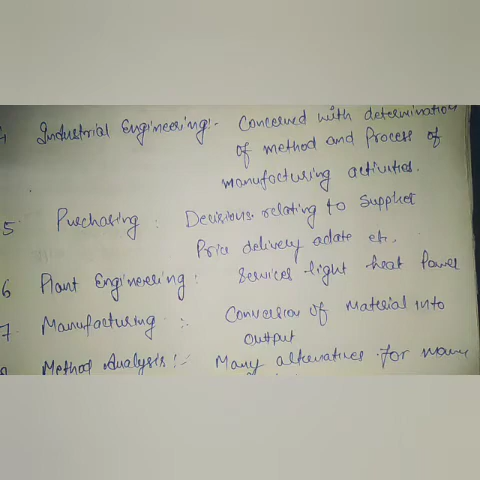 4 Industrial Engineering:- Concerned with determination
of method and Process of
manufacturing activities.
5 Purchasing : Decisions relating to Supplier
Price delivery adate etc.
6 Plant Engineering : Services light heat Power
7 Manufacturing :- Conversion of Material into
output
Method Analysis:- Many alternatives for many